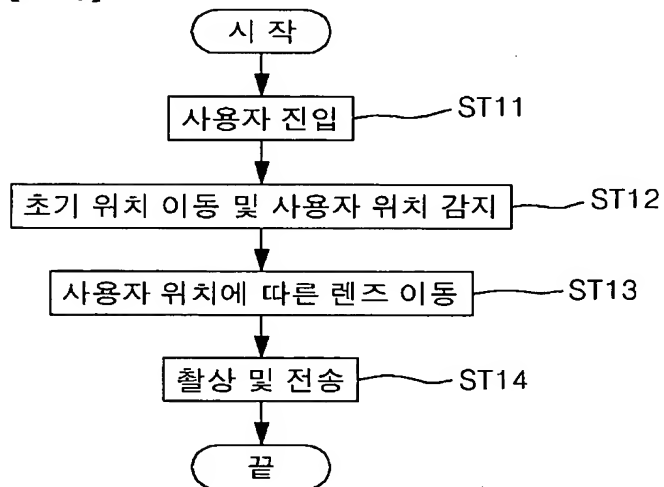 시 작
사용자 진입 ST11
초기 위치 이동 및 사용자 위치 감지 ST12
사용자 위치에 따른 렌즈 이동 ST13
촬상 및 전송 ST14
끝